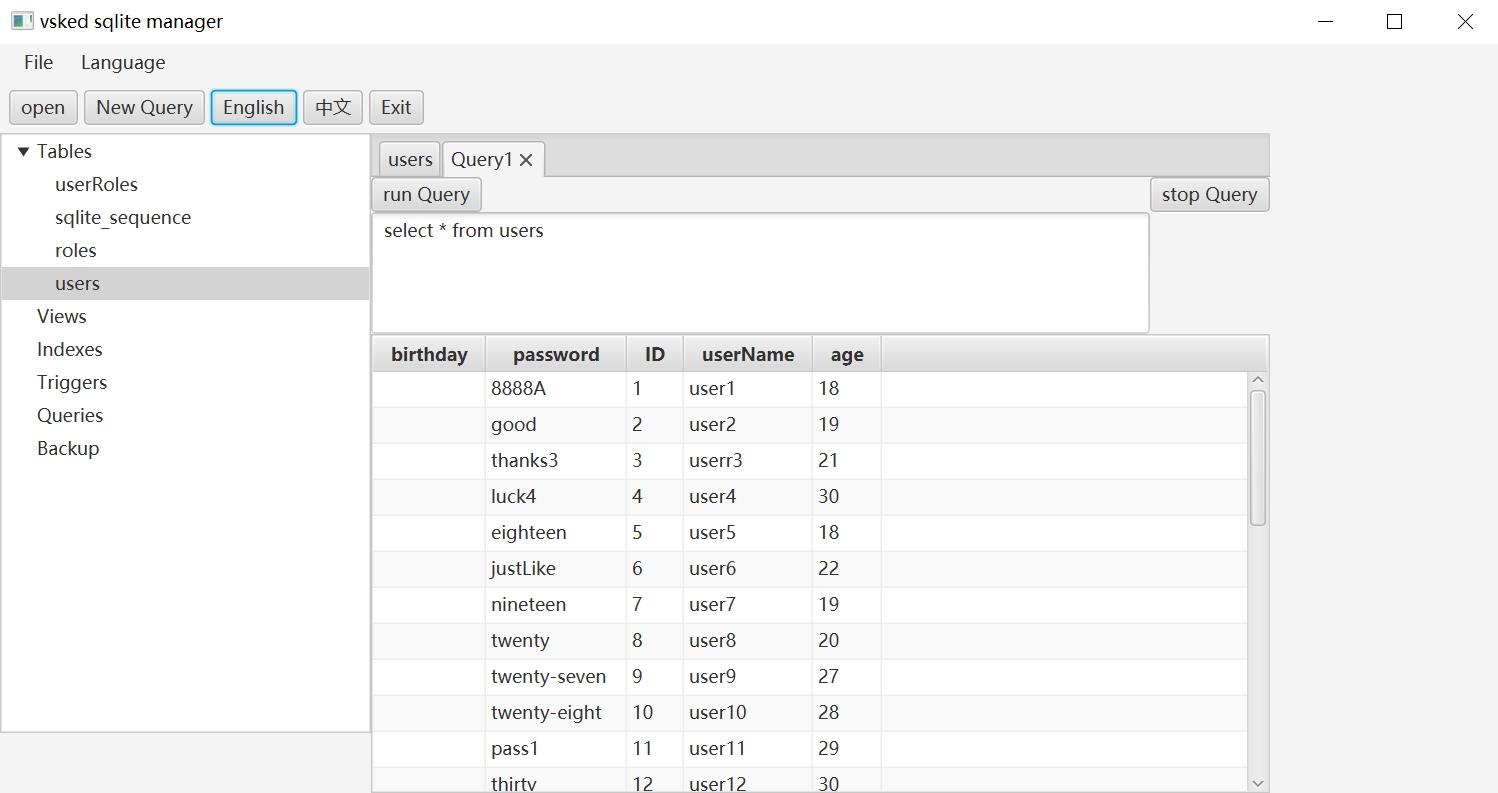 vsked sqlite manager
File Language
open New Query English 中文 Exit
Tables
userRoles
sqlite_sequence
roles
users
Views
Indexes
Triggers
Queries
Backup
users Query1
run Query stop Query
select * from users
birthday password ID userName age
8888A 1 user1 18
good 2 user2 19
thanks3 3 userr3 21
luck4 4 user4 30
eighteen 5 user5 18
justLike 6 user6 22
nineteen 7 user7 19
twenty 8 user8 20
twenty-seven 9 user9 27
twenty-eight 10 user10 28
pass1 11 user11 29
thirty 12 user12 30